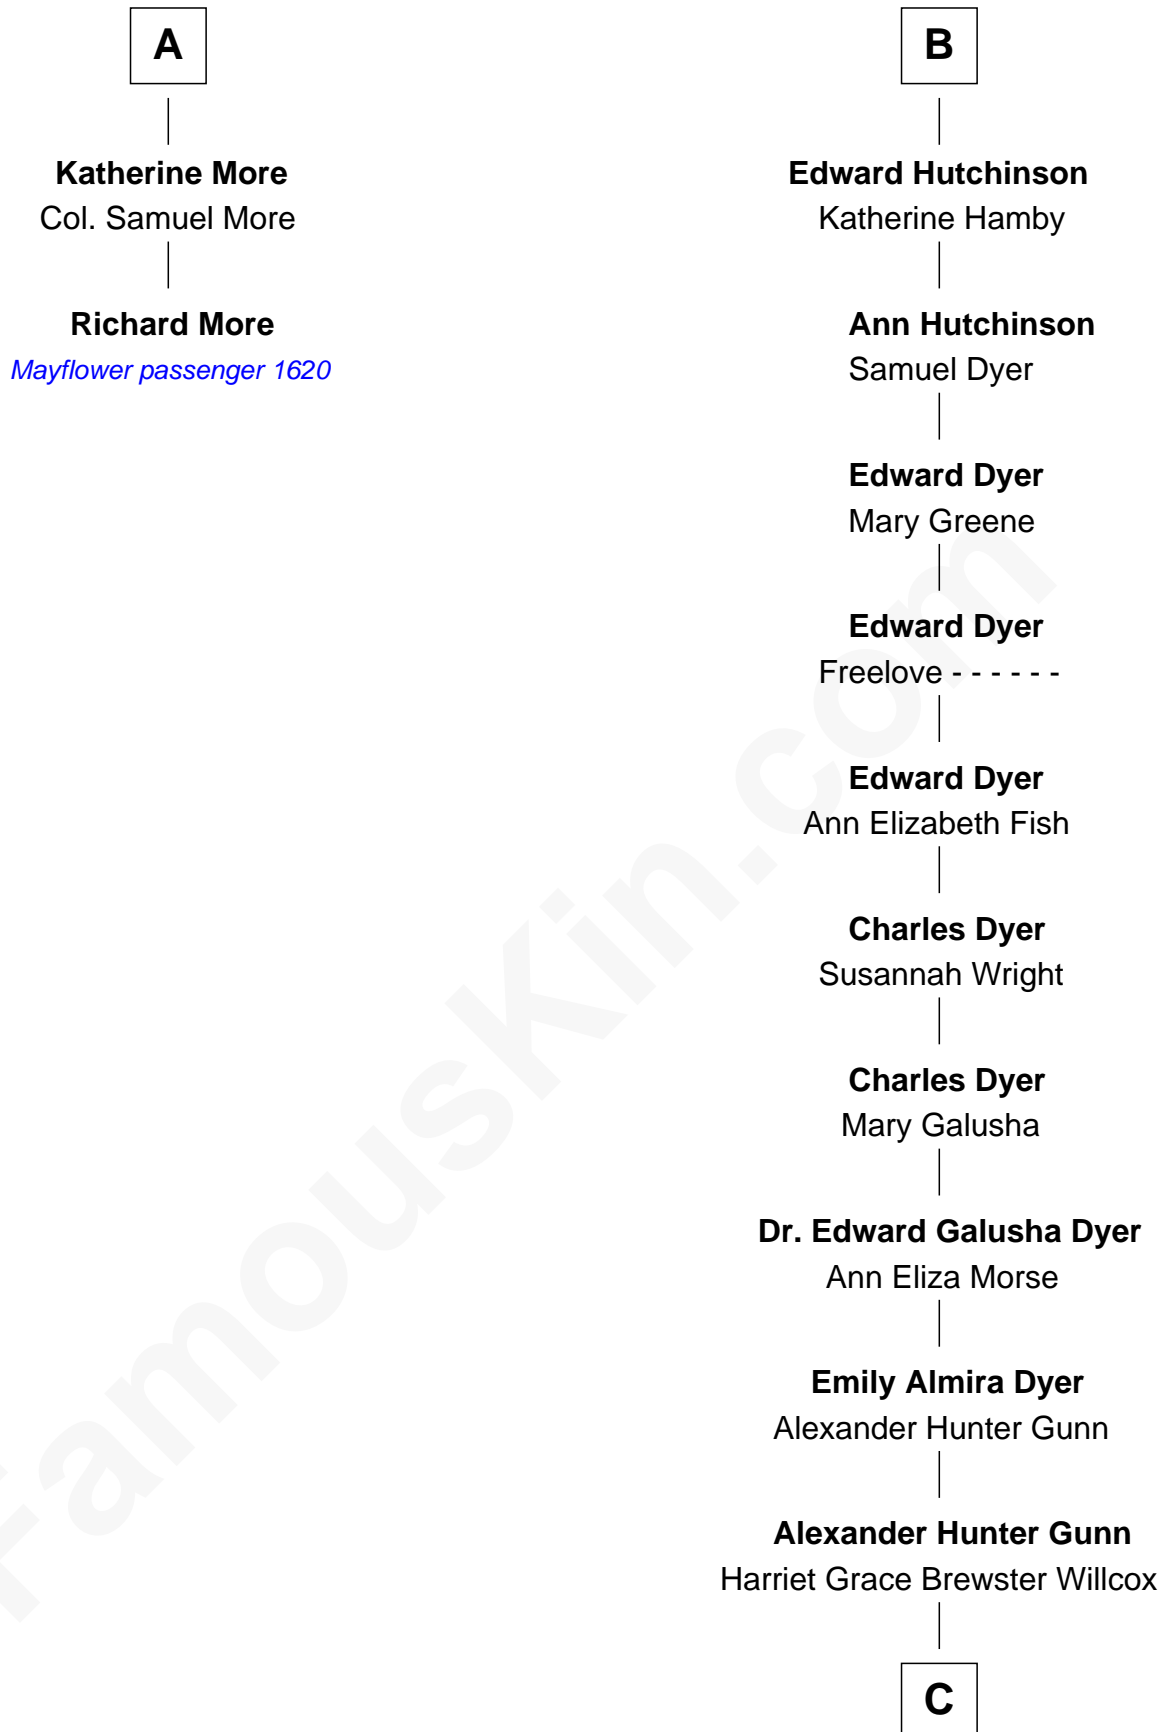 A
Katherine More
Col. Samuel More
Richard More
Mayflower passenger 1620
B
Edward Hutchinson
Katherine Hamby
Ann Hutchinson
Samuel Dyer
Edward Dyer
Mary Greene
Edward Dyer
Freelove - - - - - -
Edward Dyer
Ann Elizabeth Fish
Charles Dyer
Susannah Wright
Charles Dyer
Mary Galusha
Dr. Edward Galusha Dyer
Ann Eliza Morse
Emily Almira Dyer
Alexander Hunter Gunn
Alexander Hunter Gunn
Harriet Grace Brewster Willcox
C
FamousKin.com